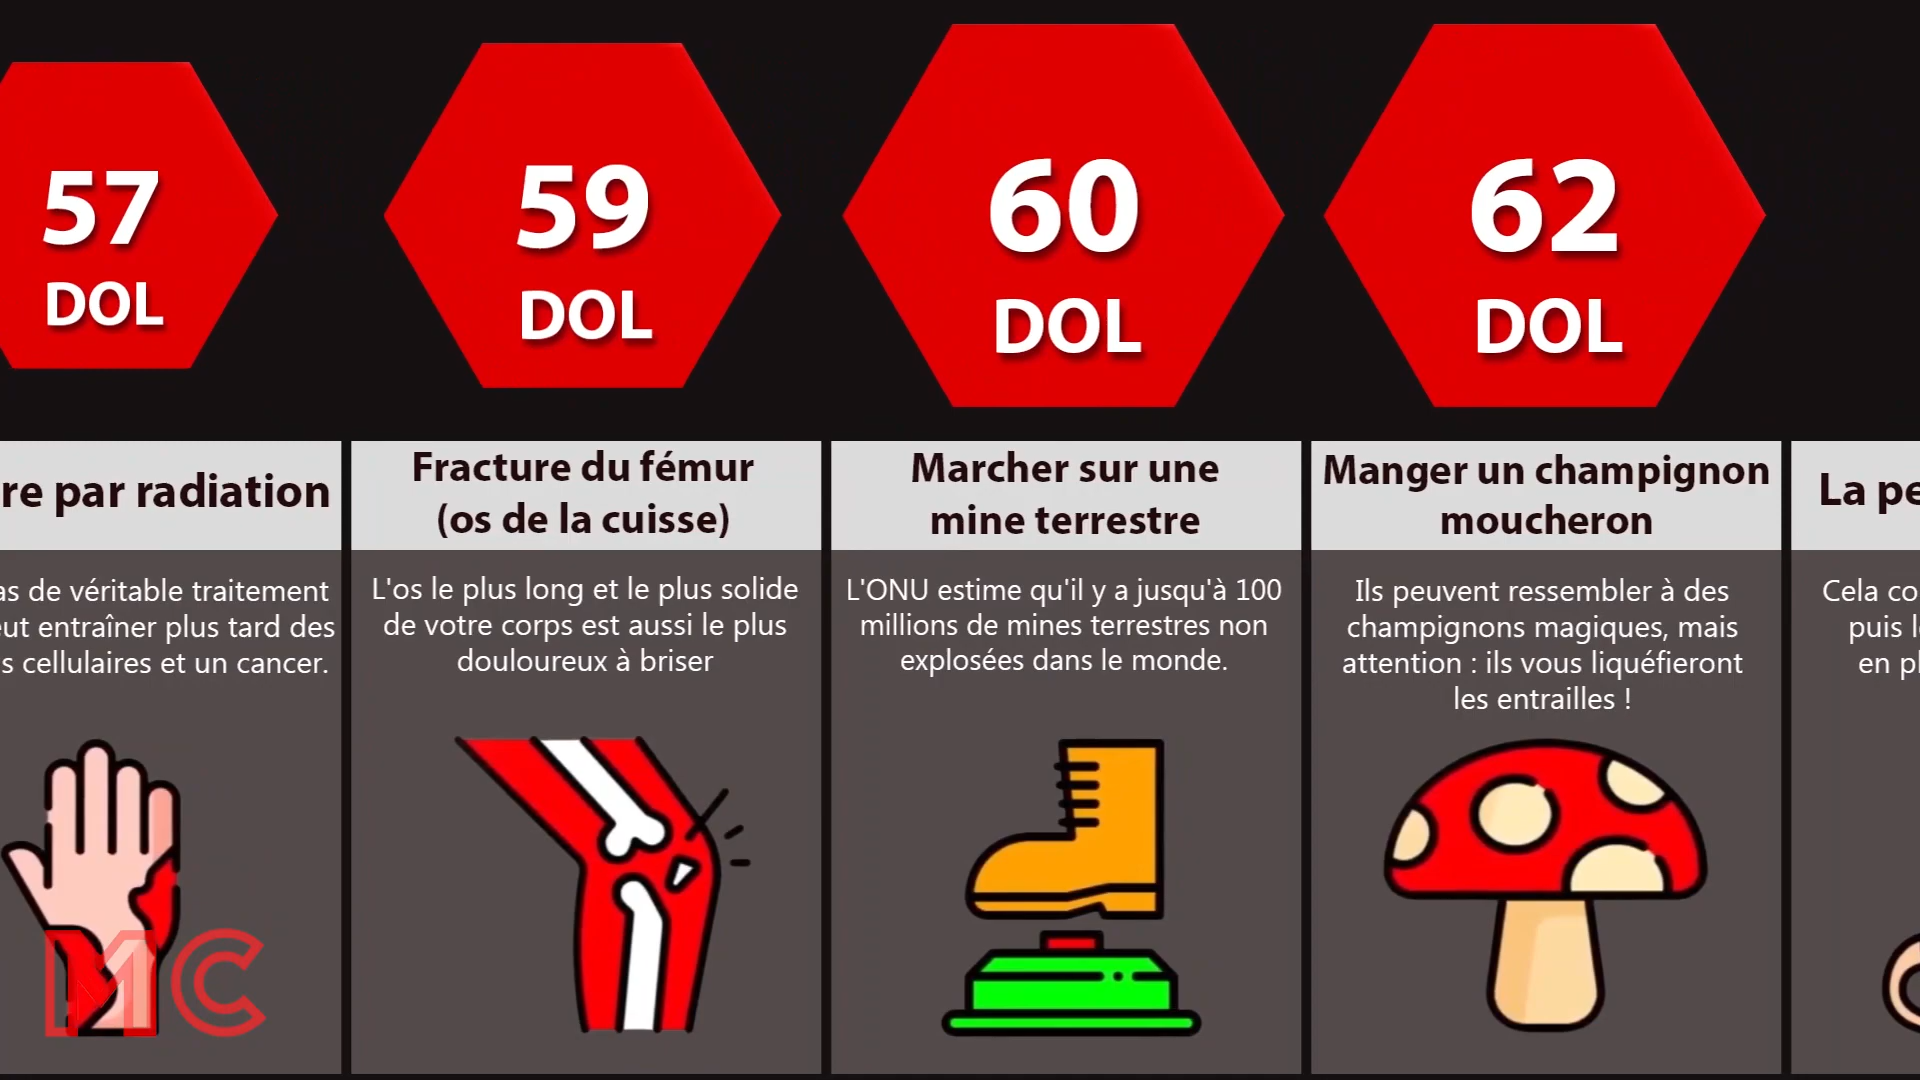 57
DOL
59
DOL
60
DOL
62
DOL
re par radiation
as de véritable traitement
eut entraîner plus tard des
s cellulaires et un cancer.
Fracture du fémur
(os de la cuisse)
L'os le plus long et le plus solide
de votre corps est aussi le plus
douloureux à briser
Marcher sur une
mine terrestre
L'ONU estime qu'il y a jusqu'à 100
millions de mines terrestres non
explosées dans le monde.
Manger un champignon
moucheron
Ils peuvent ressembler à des
champignons magiques, mais
attention : ils vous liquéfieront
les entrailles !
La pe
Cela co
puis l
en pl
MC